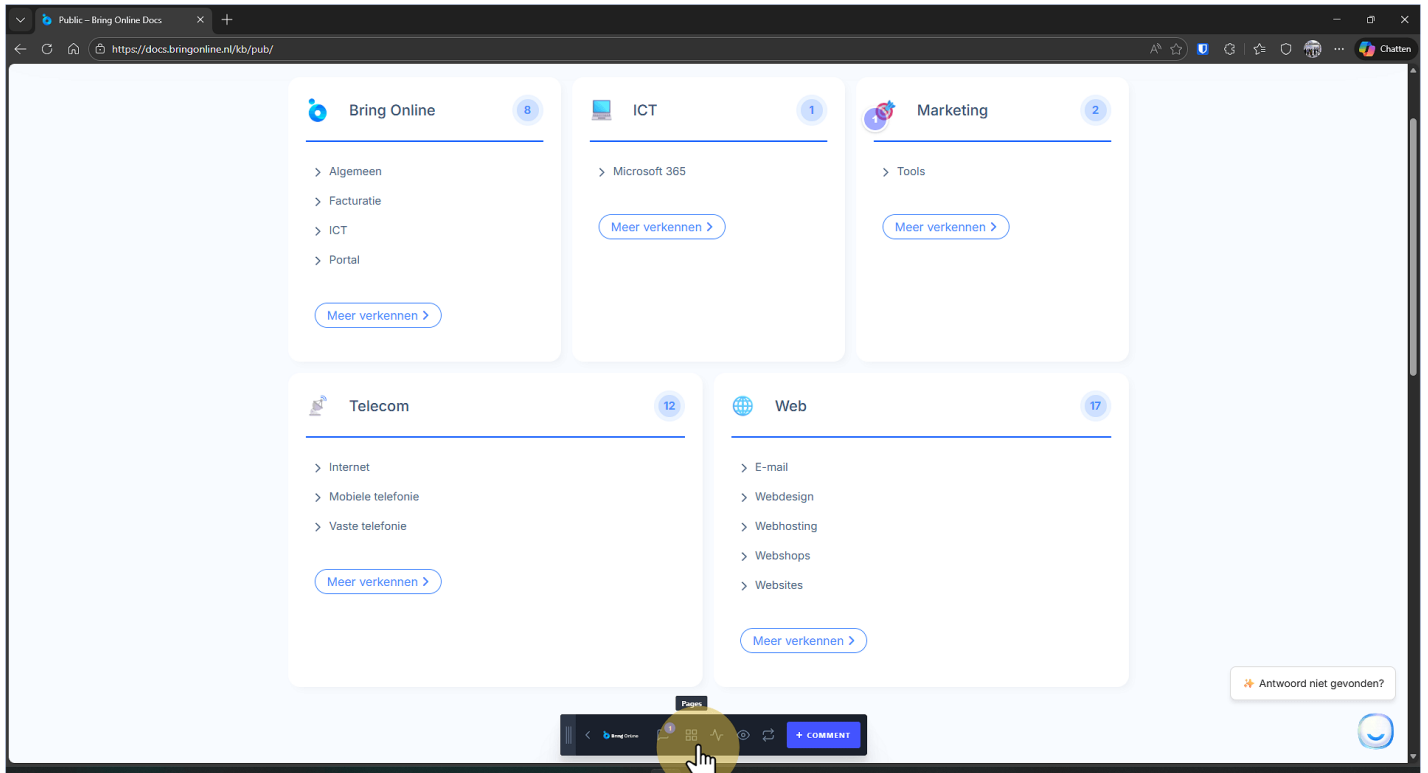 Public – Bring Online Docs
https://docs.bringonline.nl/kb/pub/
Chatten
Bring Online
8
Algemeen
Facturatie
ICT
Portal
Meer verkennen
ICT
1
Microsoft 365
Meer verkennen
1
Marketing
2
Tools
Meer verkennen
Telecom
12
Internet
Mobiele telefonie
Vaste telefonie
Meer verkennen
Web
17
E-mail
Webdesign
Webhosting
Webshops
Websites
Meer verkennen
Antwoord niet gevonden?
Pages
Bring Online
1
+ COMMENT